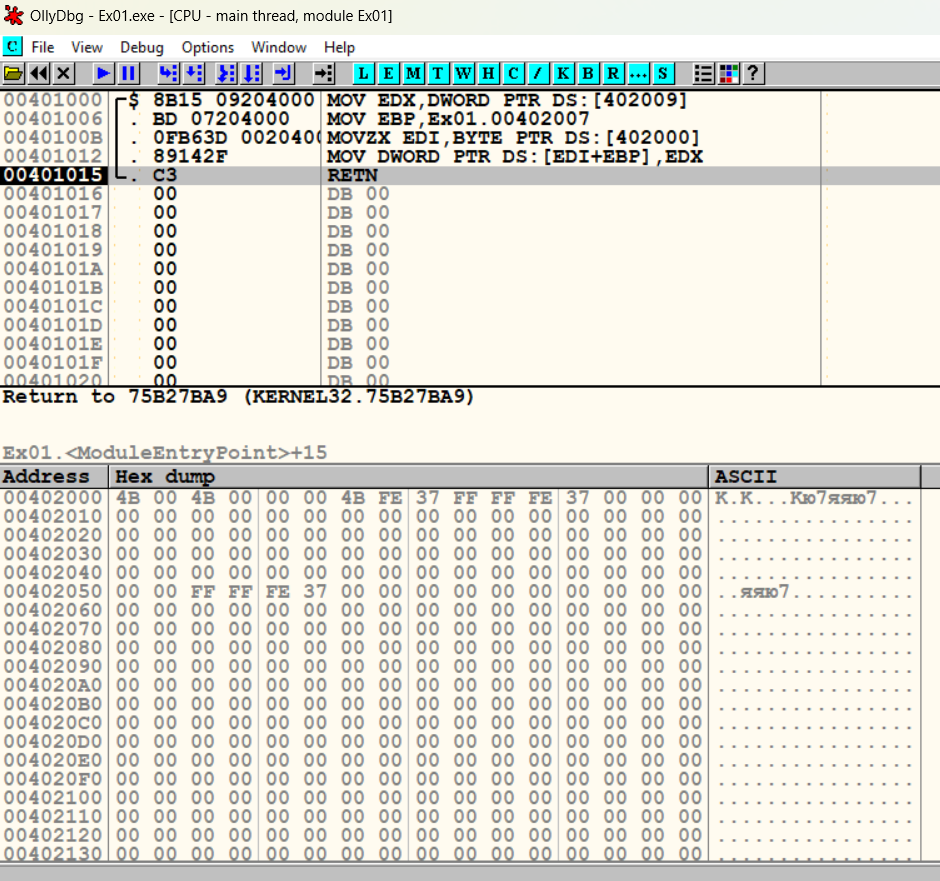 OllyDbg - Ex01.exe - [CPU - main thread, module Ex01]
C File View Debug Options Window Help
L E M T W H C / K B R ... S ?
00401000 $ 8B15 09204000 MOV EDX,DWORD PTR DS:[402009]
00401006 . BD 07204000 MOV EBP,Ex01.00402007
0040100B . 0FB63D 0020400 MOVZX EDI,BYTE PTR DS:[402000]
00401012 . 89142F MOV DWORD PTR DS:[EDI+EBP],EDX
00401015 . C3 RETN
00401016 00 DB 00
00401017 00 DB 00
00401018 00 DB 00
00401019 00 DB 00
0040101A 00 DB 00
0040101B 00 DB 00
0040101C 00 DB 00
0040101D 00 DB 00
0040101E 00 DB 00
0040101F 00 DB 00
00401020 00 DB 00
Return to 75B27BA9 (KERNEL32.75B27BA9)
Ex01.<ModuleEntryPoint>+15
Address Hex dump ASCII
00402000 4B 00 4B 00 00 00 4B FE 37 FF FF FE 37 00 00 00 K.K...Kю7яяю7...
00402010 00 00 00 00 00 00 00 00 00 00 00 00 00 00 00 00 ................
00402020 00 00 00 00 00 00 00 00 00 00 00 00 00 00 00 00 ................
00402030 00 00 00 00 00 00 00 00 00 00 00 00 00 00 00 00 ................
00402040 00 00 00 00 00 00 00 00 00 00 00 00 00 00 00 00 ................
00402050 00 00 FF FF FE 37 00 00 00 00 00 00 00 00 00 00 ..яяю7..........
00402060 00 00 00 00 00 00 00 00 00 00 00 00 00 00 00 00 ................
00402070 00 00 00 00 00 00 00 00 00 00 00 00 00 00 00 00 ................
00402080 00 00 00 00 00 00 00 00 00 00 00 00 00 00 00 00 ................
00402090 00 00 00 00 00 00 00 00 00 00 00 00 00 00 00 00 ................
004020A0 00 00 00 00 00 00 00 00 00 00 00 00 00 00 00 00 ................
004020B0 00 00 00 00 00 00 00 00 00 00 00 00 00 00 00 00 ................
004020C0 00 00 00 00 00 00 00 00 00 00 00 00 00 00 00 00 ................
004020D0 00 00 00 00 00 00 00 00 00 00 00 00 00 00 00 00 ................
004020E0 00 00 00 00 00 00 00 00 00 00 00 00 00 00 00 00 ................
004020F0 00 00 00 00 00 00 00 00 00 00 00 00 00 00 00 00 ................
00402100 00 00 00 00 00 00 00 00 00 00 00 00 00 00 00 00 ................
00402110 00 00 00 00 00 00 00 00 00 00 00 00 00 00 00 00 ................
00402120 00 00 00 00 00 00 00 00 00 00 00 00 00 00 00 00 ................
00402130 00 00 00 00 00 00 00 00 00 00 00 00 00 00 00 00 ................